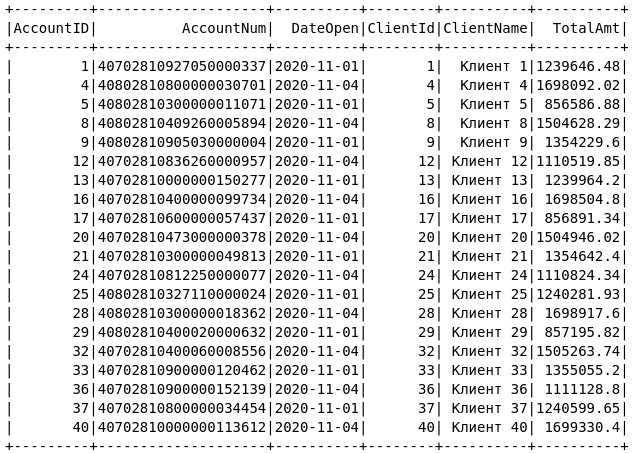 +---------+--------------------+----------+--------+----------+----------+
|AccountID|          AccountNum|  DateOpen|ClientId|ClientName|  TotalAmt|
+---------+--------------------+----------+--------+----------+----------+
|        1|40702810927050000337|2020-11-01|       1|  Клиент 1|1239646.48|
|        4|40802810800000030701|2020-11-04|       4|  Клиент 4|1698092.02|
|        5|40802810300000011071|2020-11-01|       5|  Клиент 5| 856586.88|
|        8|40802810409260005894|2020-11-04|       8|  Клиент 8|1504628.29|
|        9|40802810905030000004|2020-11-01|       9|  Клиент 9| 1354229.6|
|       12|40702810836260000957|2020-11-04|      12| Клиент 12|1110519.85|
|       13|40702810000000150277|2020-11-01|      13| Клиент 13| 1239964.2|
|       16|40702810400000099734|2020-11-04|      16| Клиент 16| 1698504.8|
|       17|40702810600000057437|2020-11-01|      17| Клиент 17| 856891.34|
|       20|40702810473000000378|2020-11-04|      20| Клиент 20|1504946.02|
|       21|40702810300000049813|2020-11-01|      21| Клиент 21| 1354642.4|
|       24|40702810812250000077|2020-11-04|      24| Клиент 24|1110824.34|
|       25|40802810327110000024|2020-11-01|      25| Клиент 25|1240281.93|
|       28|40802810300000018362|2020-11-04|      28| Клиент 28| 1698917.6|
|       29|40802810400020000632|2020-11-01|      29| Клиент 29| 857195.82|
|       32|40702810400060008556|2020-11-04|      32| Клиент 32|1505263.74|
|       33|40702810900000120462|2020-11-01|      33| Клиент 33| 1355055.2|
|       36|40702810900000152139|2020-11-04|      36| Клиент 36| 1111128.8|
|       37|40702810800000034454|2020-11-01|      37| Клиент 37|1240599.65|
|       40|40702810000000113612|2020-11-04|      40| Клиент 40| 1699330.4|
+---------+--------------------+----------+--------+----------+----------+